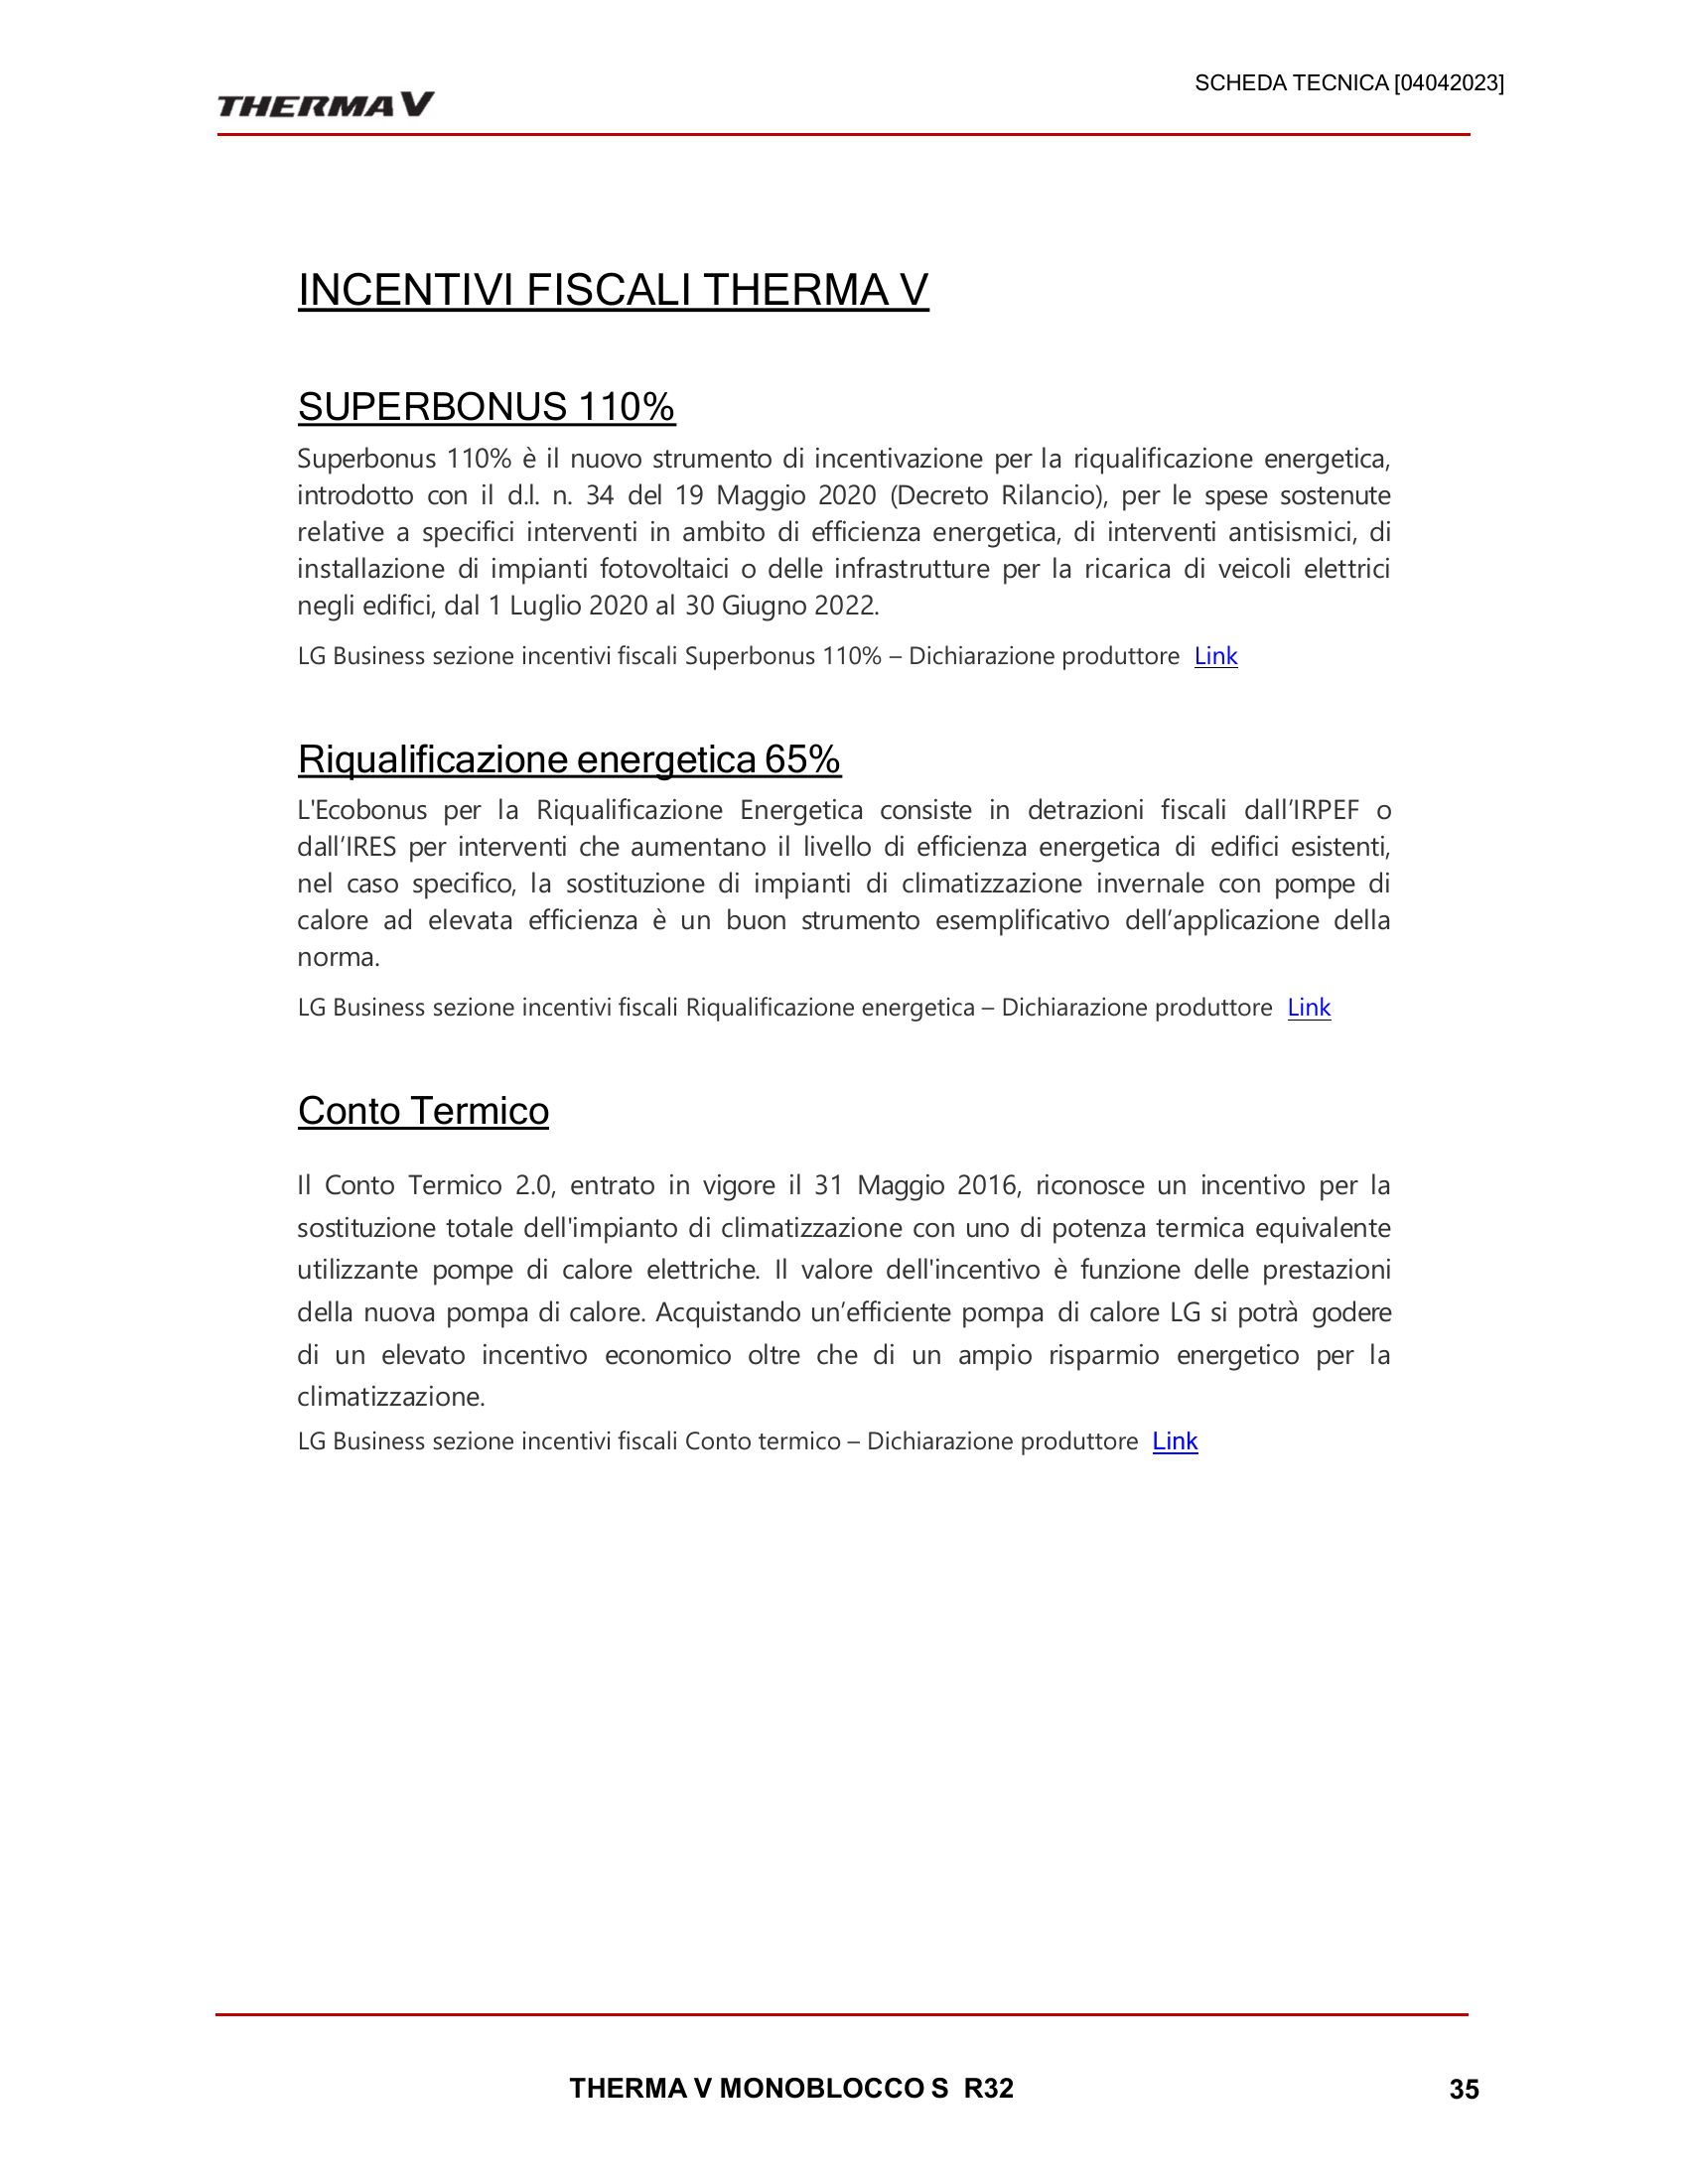 THERMA V
SCHEDA TECNICA [04042023]
INCENTIVI FISCALI THERMA V
SUPERBONUS 110%
Superbonus 110% è il nuovo strumento di incentivazione per la riqualificazione energetica,
introdotto con il d.l. n. 34 del 19 Maggio 2020 (Decreto Rilancio), per le spese sostenute
relative a specifici interventi in ambito di efficienza energetica, di interventi antisismici, di
installazione di impianti fotovoltaici o delle infrastrutture per la ricarica di veicoli elettrici
negli edifici, dal 1 Luglio 2020 al 30 Giugno 2022.
LG Business sezione incentivi fiscali Superbonus 110% – Dichiarazione produttore Link
Riqualificazione energetica 65%
L'Ecobonus per la Riqualificazione Energetica consiste in detrazioni fiscali dall’IRPEF o
dall’IRES per interventi che aumentano il livello di efficienza energetica di edifici esistenti,
nel caso specifico, la sostituzione di impianti di climatizzazione invernale con pompe di
calore ad elevata efficienza è un buon strumento esemplificativo dell’applicazione della
norma.
LG Business sezione incentivi fiscali Riqualificazione energetica – Dichiarazione produttore Link
Conto Termico
Il Conto Termico 2.0, entrato in vigore il 31 Maggio 2016, riconosce un incentivo per la
sostituzione totale dell'impianto di climatizzazione con uno di potenza termica equivalente
utilizzante pompe di calore elettriche. Il valore dell'incentivo è funzione delle prestazioni
della nuova pompa di calore. Acquistando un’efficiente pompa di calore LG si potrà godere
di un elevato incentivo economico oltre che di un ampio risparmio energetico per la
climatizzazione.
LG Business sezione incentivi fiscali Conto termico – Dichiarazione produttore Link
THERMA V MONOBLOCCO S R32
35